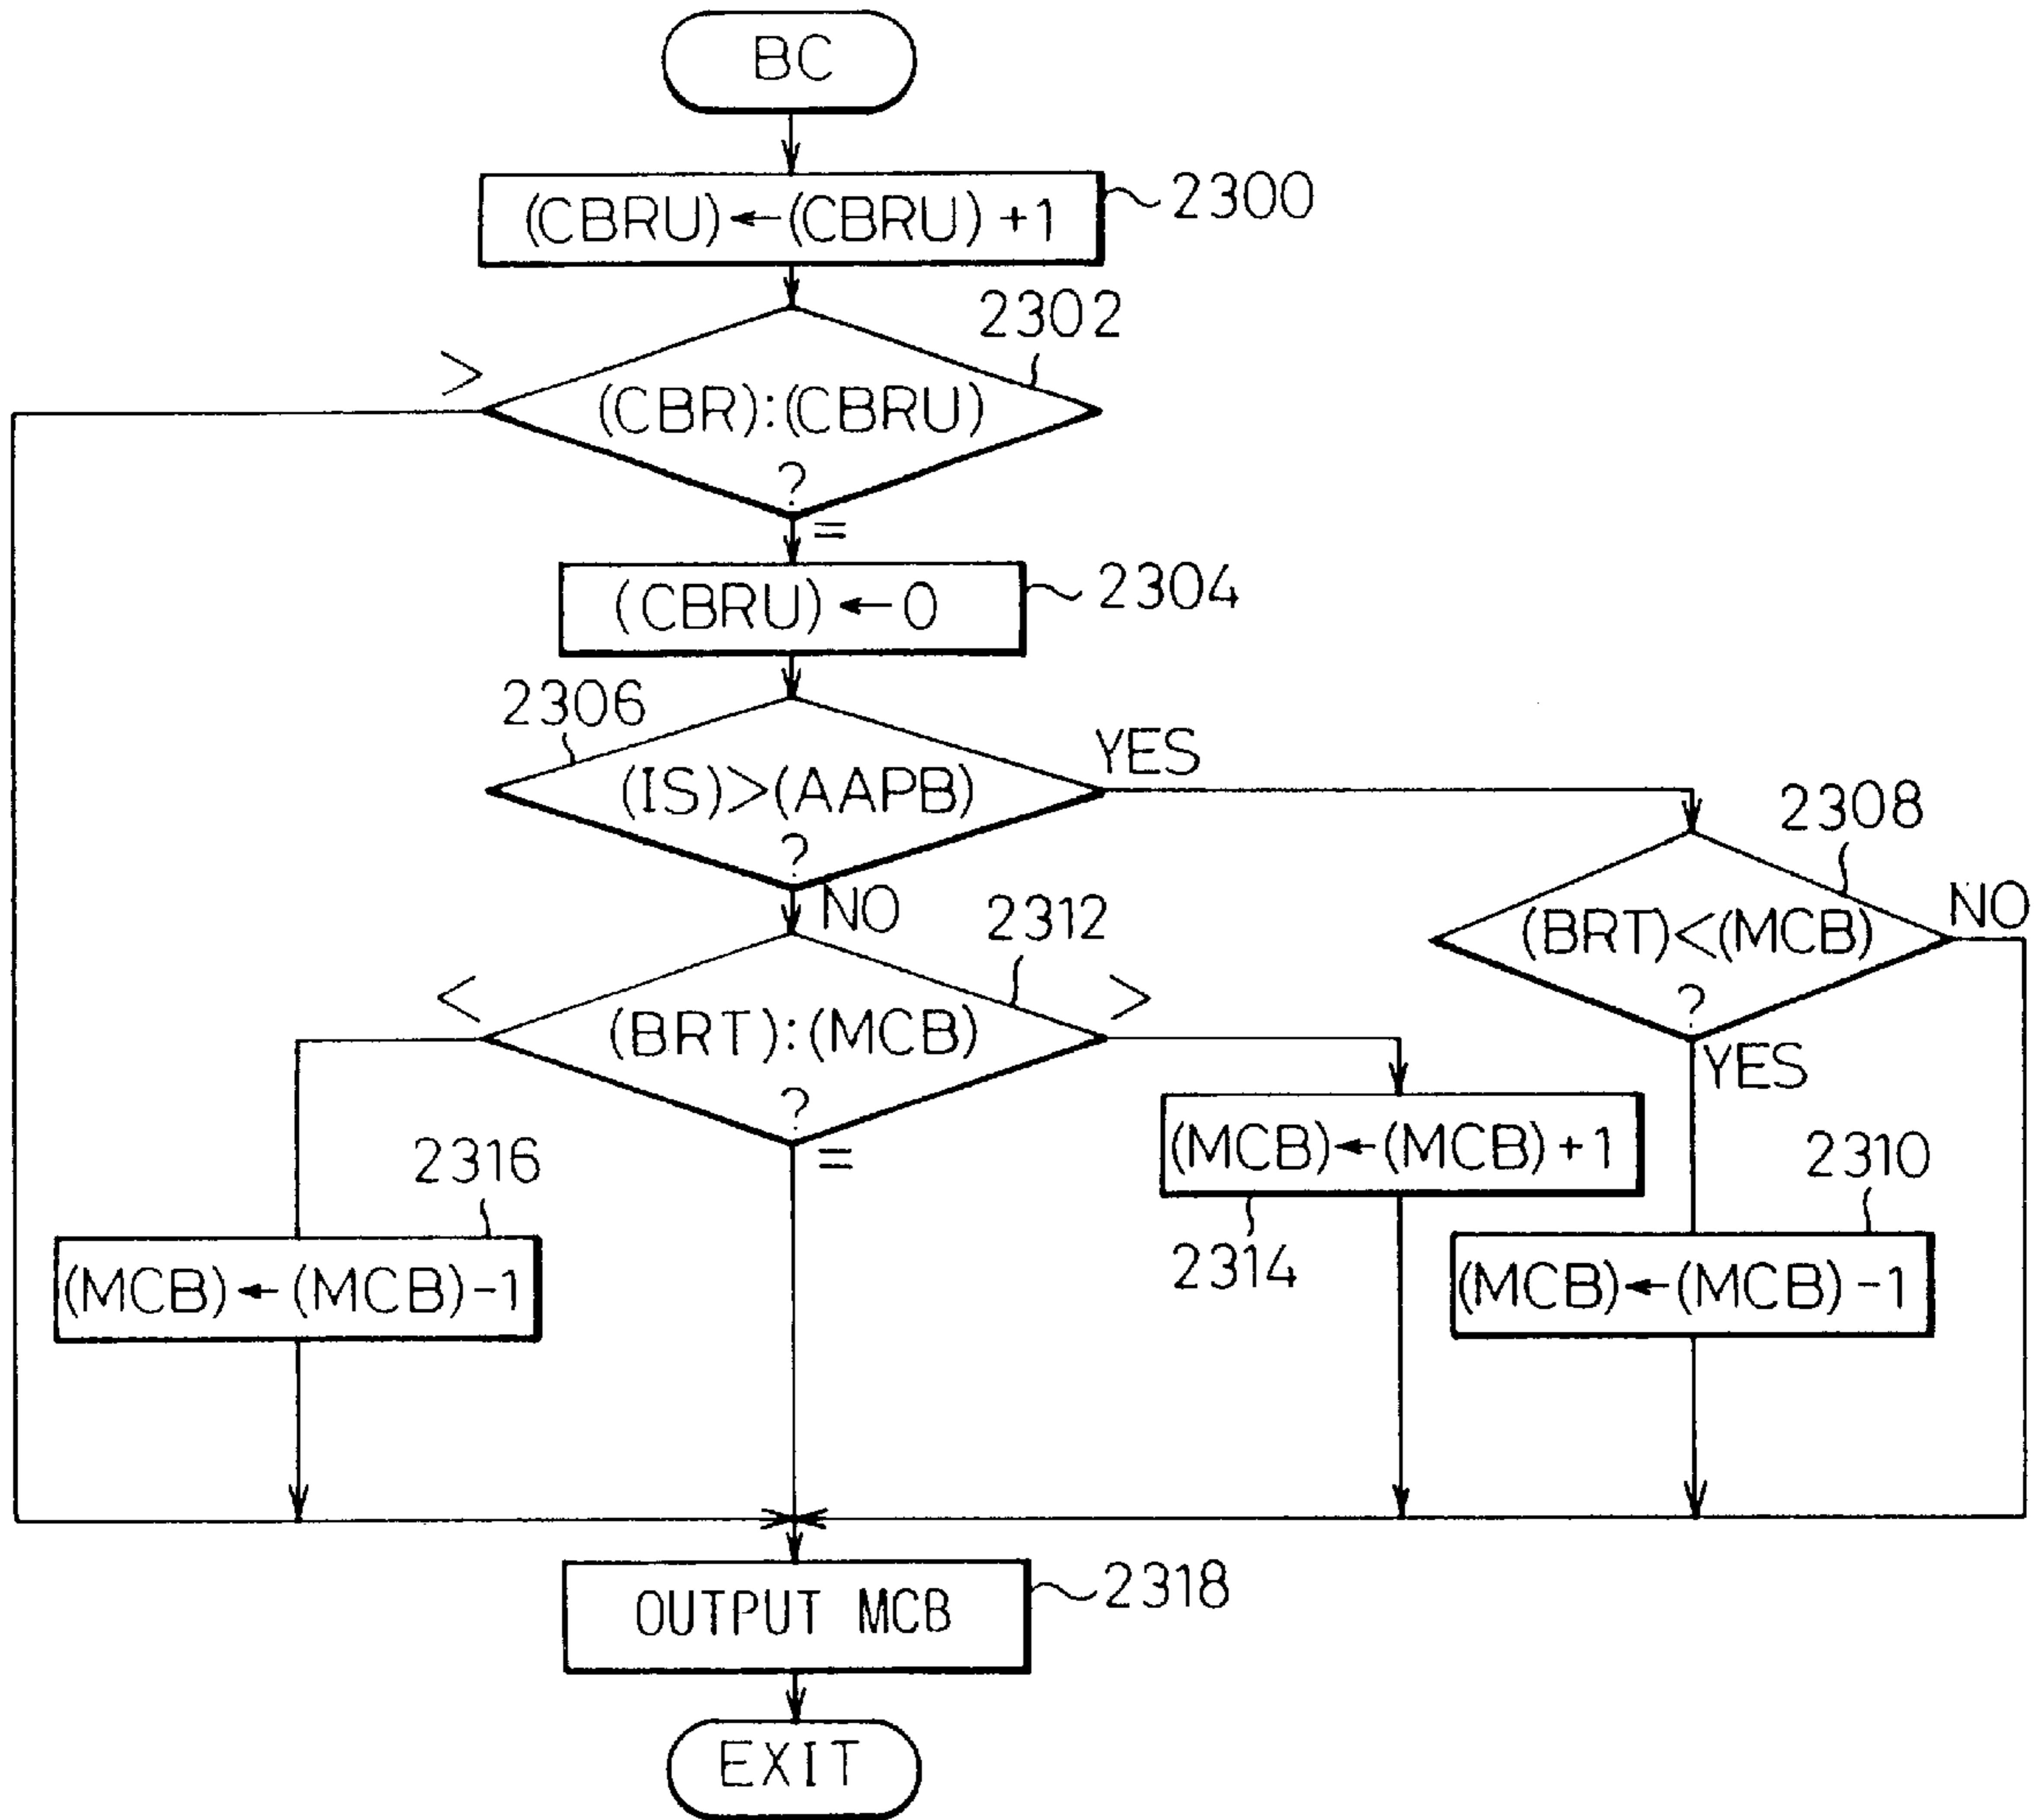 BC
(CBRU)←(CBRU)+1
2300
2302
>
(CBR):(CBRU)
?
=
(CBRU)←0
2304
2306
YES
(IS)>(AAPB)
?
NO
2308
(BRT)<(MCB)
?
NO
YES
2312
<
>
(BRT):(MCB)
?
=
(MCB)←(MCB)+1
2314
2316
(MCB)←(MCB)-1
2310
(MCB)←(MCB)-1
OUTPUT MCB
2318
EXIT